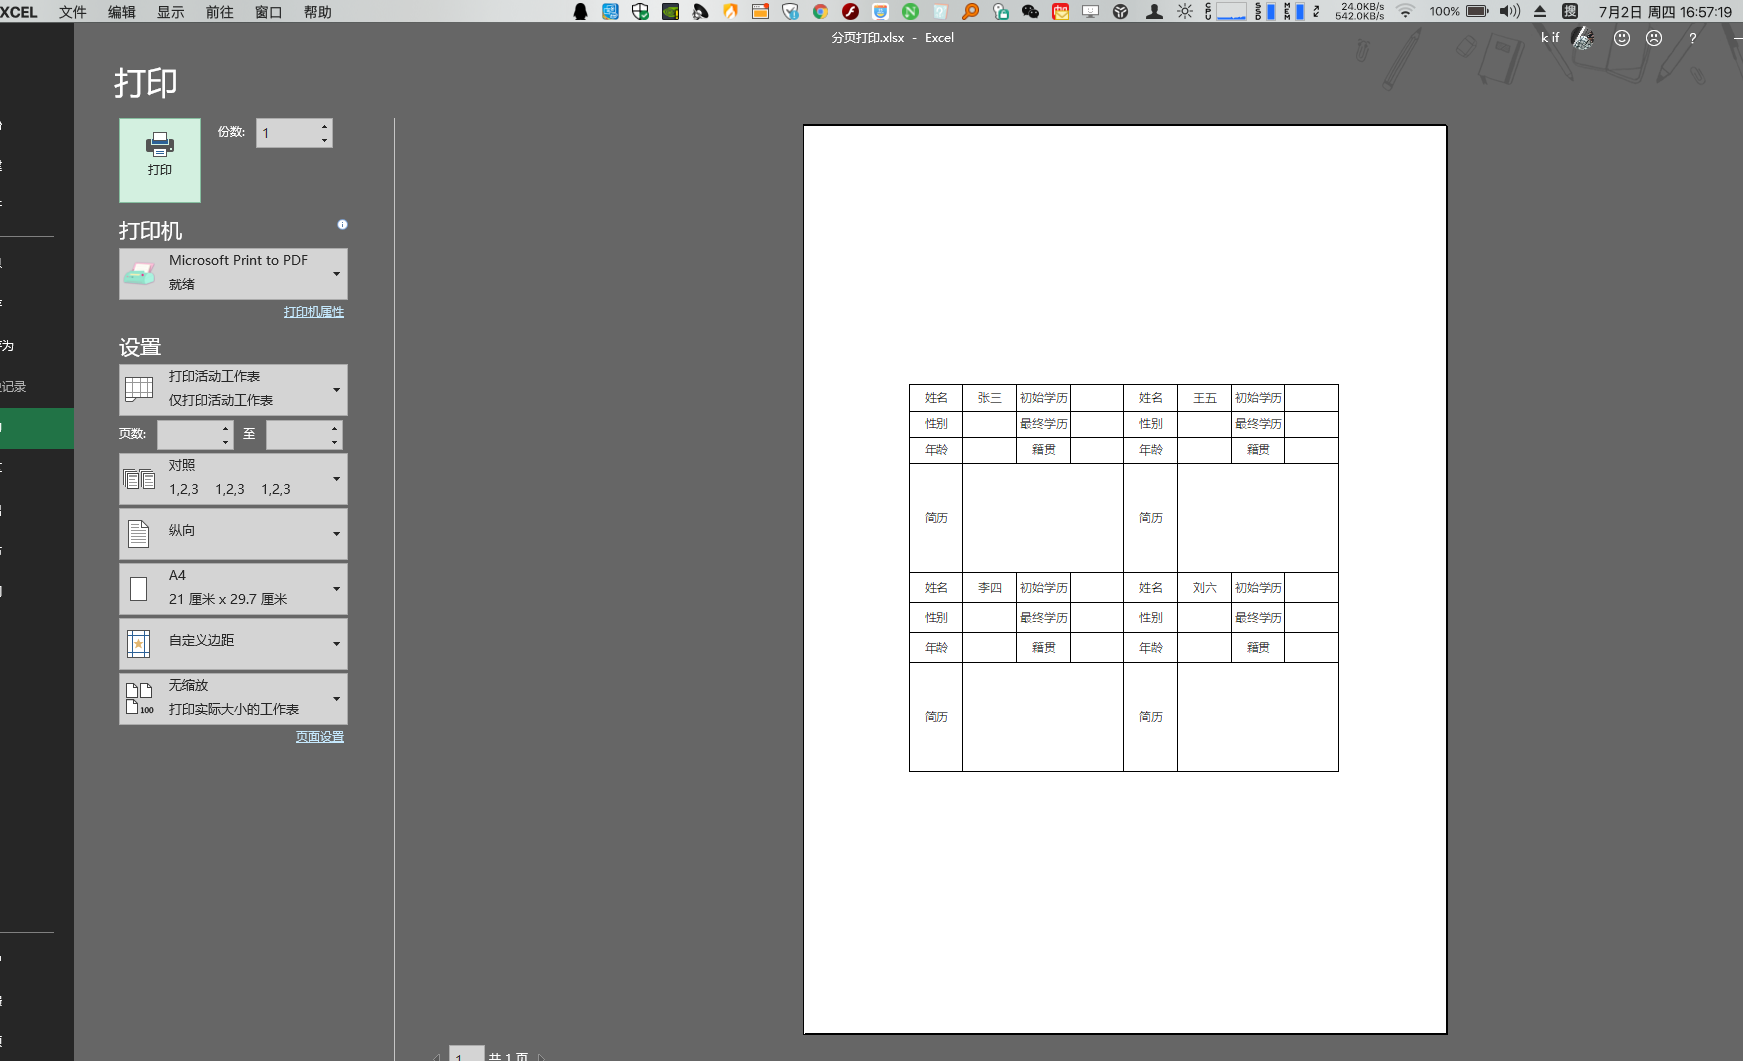 XCEL 文件 编辑 显示 前往 窗口 帮助
CPU SSD MEM 24.0KB/s 542.0KB/s 100% 搜 7月2日 周四 16:57:19
分页打印.xlsx - Excel
k if ?
打印
打印
份数: 1
打印机
Microsoft Print to PDF
就绪
打印机属性
设置
打印活动工作表
仅打印活动工作表
页数: 至
对照
1,2,3 1,2,3 1,2,3
纵向
A4
21 厘米 x 29.7 厘米
自定义边距
无缩放
100 打印实际大小的工作表
页面设置
为
记录
姓名 张三 初始学历 姓名 王五 初始学历
性别 最终学历 性别 最终学历
年龄 籍贯 年龄 籍贯
简历 简历
姓名 李四 初始学历 姓名 刘六 初始学历
性别 最终学历 性别 最终学历
年龄 籍贯 年龄 籍贯
简历 简历
1 共 1 页